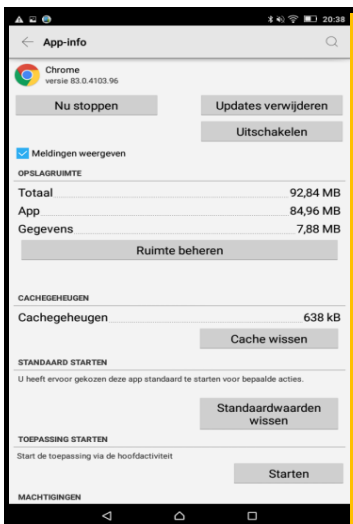 20:38
App-info
Chrome
versie 83.0.4103.96
Nu stoppen
Updates verwijderen
Uitschakelen
Meldingen weergeven
OPSLAGRUIMTE
Totaal 92,84 MB
App 84,96 MB
Gegevens 7,88 MB
Ruimte beheren
CACHEGEHEUGEN
Cachegeheugen 638 kB
Cache wissen
STANDAARD STARTEN
U heeft ervoor gekozen deze app standaard te starten voor bepaalde acties.
Standaardwaarden
wissen
TOEPASSING STARTEN
Start de toepassing via de hoofdactiviteit
Starten
MACHTIGINGEN